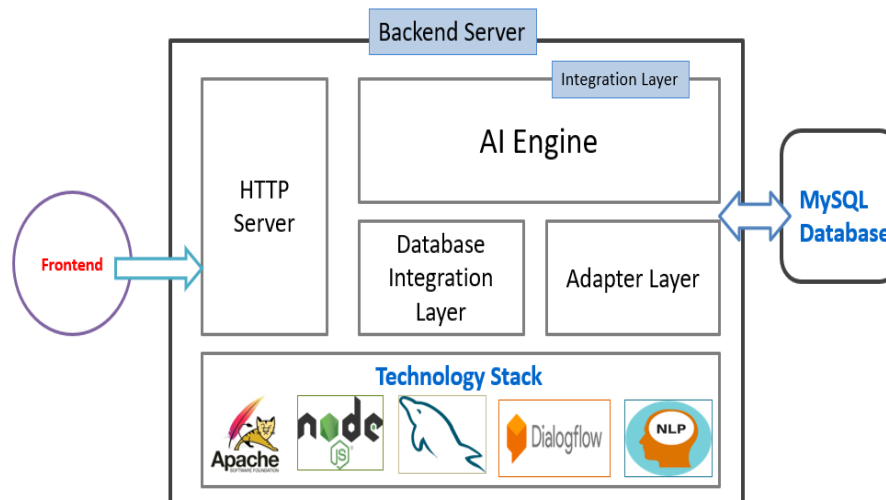 Backend Server
Integration Layer
AI Engine
HTTP
Server
Database
Integration
Layer
Adapter Layer
Frontend
MySQL
Database
Technology Stack
Apache
SOFTWARE FOUNDATION
node
JS
Dialogflow
NLP